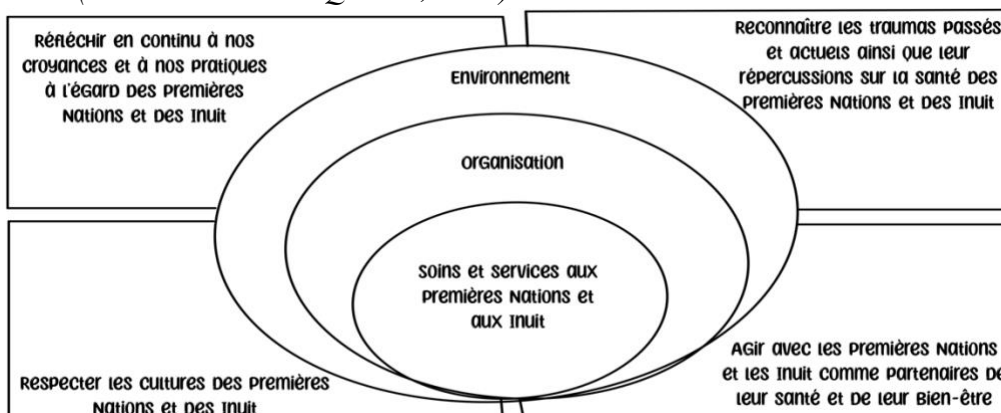 Réfléchir en continu à nos
croyances et à nos pratiques
à l'égard des Premières
Nations et des Inuit
Reconnaître les traumas passés
et actuels ainsi que leur
répercussions sur la santé des
Premières Nations et des Inuit
Environnement
Organisation
Soins et services aux
Premières Nations et
aux Inuit
Respecter les cultures des Premières
Nations et des Inuit
Agir avec les Premières Nations
et les Inuit comme partenaires de
leur santé et de leur bien-être